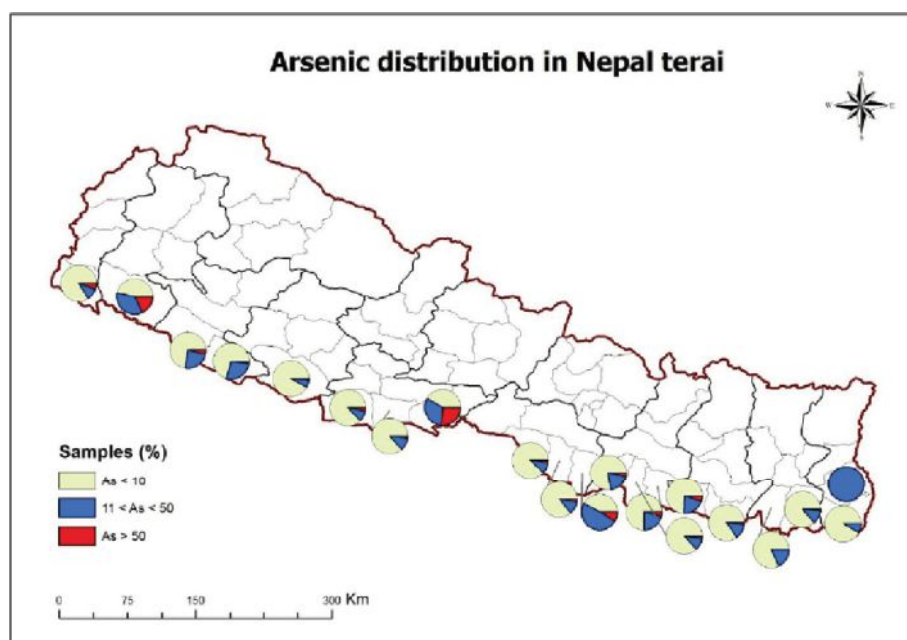 Arsenic distribution in Nepal terai
N
W E
S
Samples (%)
As < 10
11 < As < 50
As > 50
0 75 150 300 Km